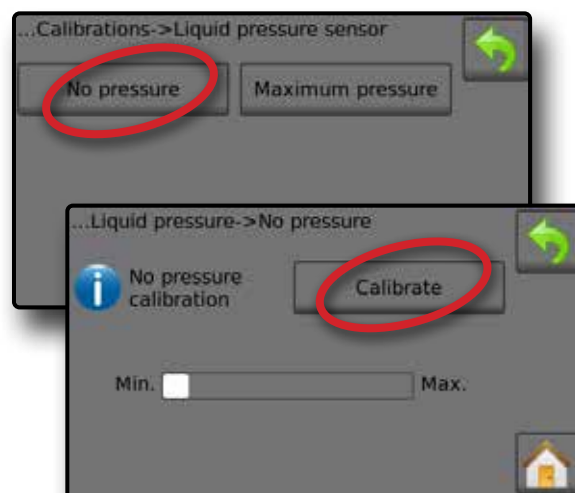 ...Calibrations->Liquid pressure sensor
No pressure
Maximum pressure
...Liquid pressure->No pressure
i
No pressure
calibration
Calibrate
Min.
Max.